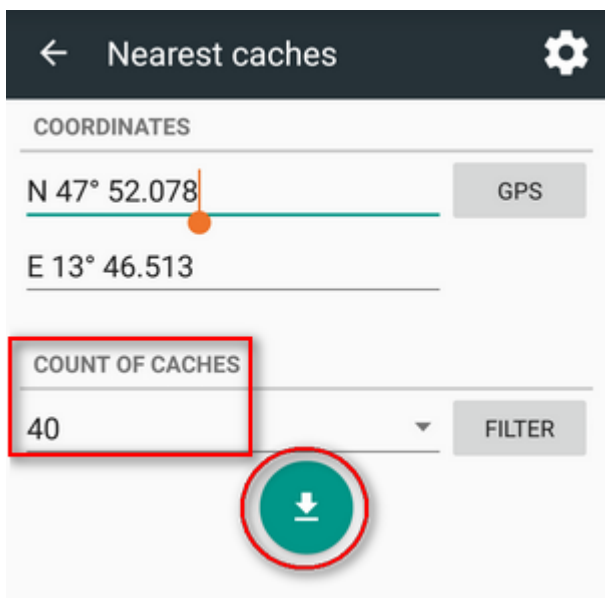 Nearest caches
COORDINATES
N 47° 52.078
GPS
E 13° 46.513
COUNT OF CACHES
40
FILTER